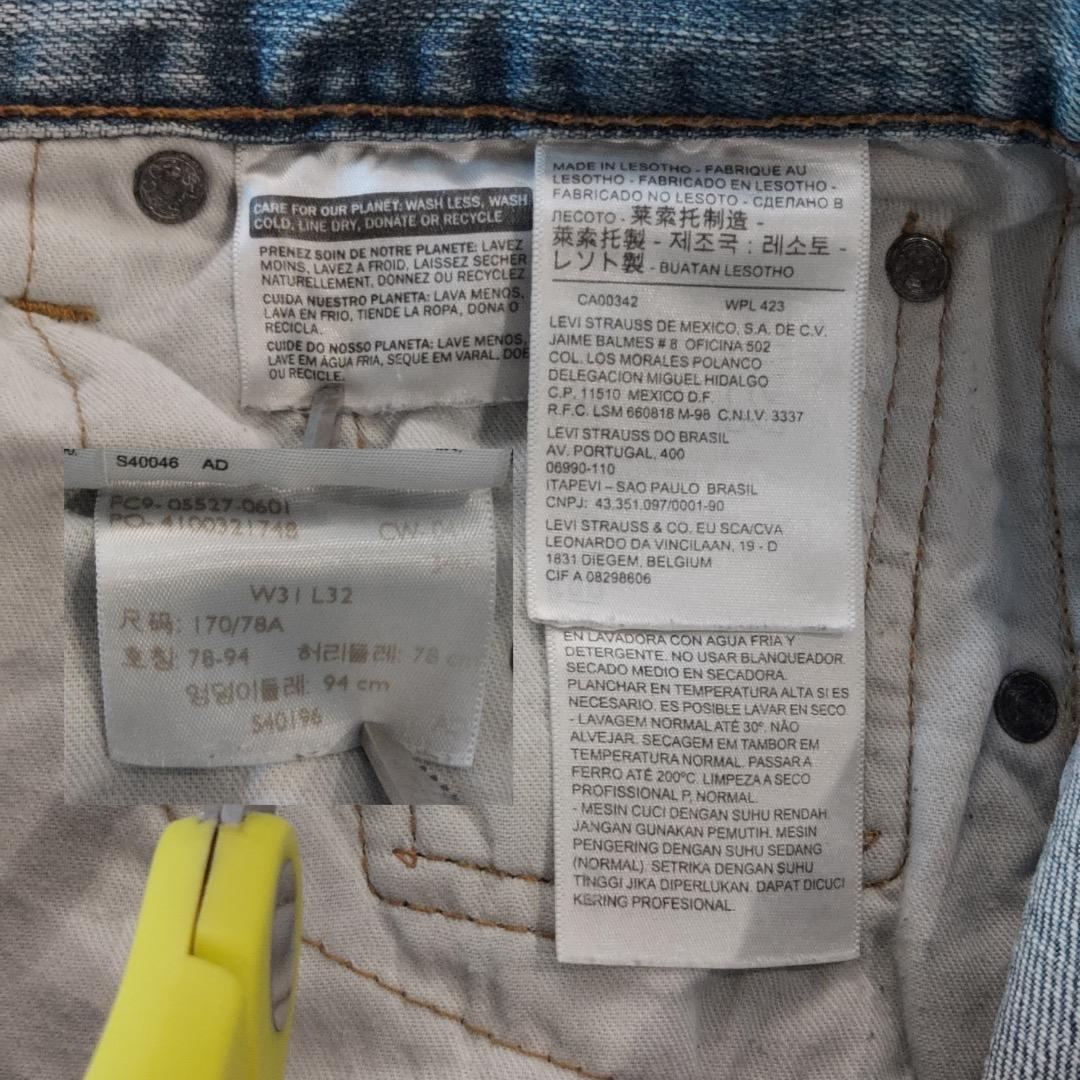 CARE FOR OUR PLANET: WASH LESS, WASH
COLD, LINE DRY, DONATE OR RECYCLE
PRENEZ SOIN DE NOTRE PLANETE: LAVEZ
MOINS, LAVEZ A FROID, LAISSEZ SECHER
NATURELLEMENT, DONNEZ OU RECYCLEZ
CUIDA NUESTRO PLANETA: LAVA MENOS,
LAVA EN FRIO, TIENDE LA ROPA, DONA O
RECICLA.
CUIDE DO NOSSO PLANETA: LAVE MENOS,
LAVE EM ÁGUA FRIA, SEQUE EM VARAL, DOE
OU RECICLE.
MADE IN LESOTHO - FABRIQUE AU
LESOTHO - FABRICADO EN LESOTHO -
FABRICADO NO LESOTO - СДЕЛАНО В
ЛЕСОТО - 莱索托制造 -
萊索托製 - 제조국 : 레소토 -
レソト製 - BUATAN LESOTHO
CA00342 WPL 423
LEVI STRAUSS DE MEXICO, S.A. DE C.V.
JAIME BALMES # 8 OFICINA 502
COL. LOS MORALES POLANCO
DELEGACION MIGUEL HIDALGO
C.P. 11510 MEXICO D.F.
R.F.C. LSM 660818 M-98 C.N.I.V. 3337
LEVI STRAUSS DO BRASIL
AV. PORTUGAL, 400
06990-110
ITAPEVI – SAO PAULO BRASIL
CNPJ: 43.351.097/0001-90
LEVI STRAUSS & CO. EU SCA/CVA
LEONARDO DA VINCILAAN, 19 - D
1831 DIEGEM, BELGIUM
CIF A 08298606
EN LAVADORA CON AGUA FRIA Y
DETERGENTE. NO USAR BLANQUEADOR.
SECADO MEDIO EN SECADORA.
PLANCHAR EN TEMPERATURA ALTA SI ES
NECESARIO. ES POSIBLE LAVAR EN SECO
- LAVAGEM NORMAL ATÉ 30º. NÃO
ALVEJAR. SECAGEM EM TAMBOR EM
TEMPERATURA NORMAL. PASSAR A
FERRO ATÉ 200ºC. LIMPEZA A SECO
PROFISSIONAL P, NORMAL.
- MESIN CUCI DENGAN SUHU RENDAH.
JANGAN GUNAKAN PEMUTIH. MESIN
PENGERING DENGAN SUHU SEDANG
(NORMAL). SETRIKA DENGAN SUHU
TINGGI JIKA DIPERLUKAN. DAPAT DICUCI
KERING PROFESIONAL.
S40046 AD
PC9- 05527-0601
PO- 4100321748
W31 L32
尺码: 170/78A
호칭: 78-94 허리둘레: 78
엉덩이둘레: 94 cm
S40196